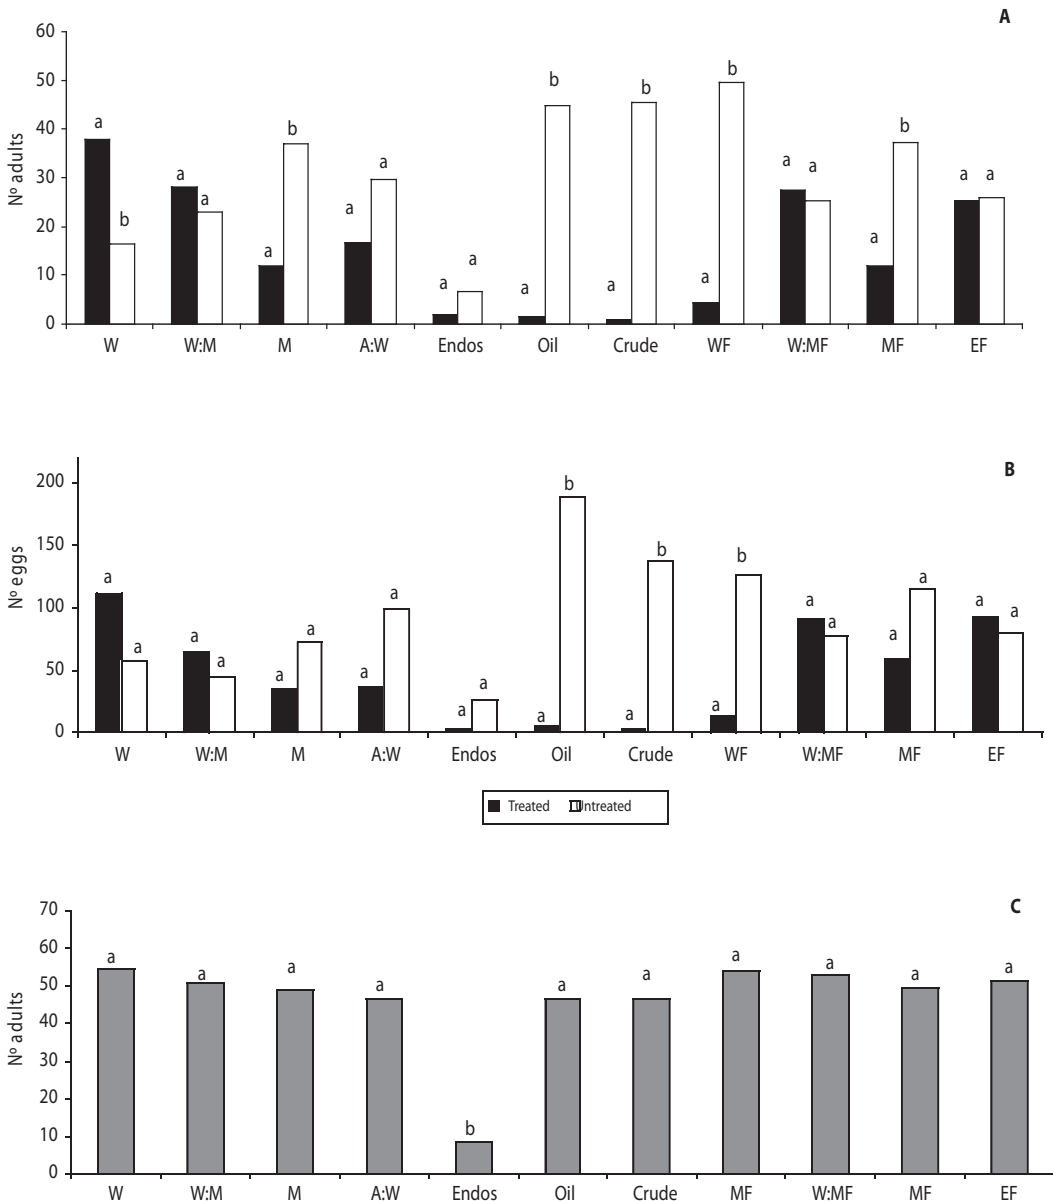 A
60
50
40
30
20
10
0
Nº adults
a b a a a b a a a a a b a b a b a a a b a a
W W:M M A:W Endos Oil Crude WF W:MF MF EF
B
200
150
100
50
0
Nº eggs
a a a a a a a a a a a b a b a b a a a a a a
W W:M M A:W Endos Oil Crude WF W:MF MF EF
Treated Untreated
C
70
60
50
40
30
20
10
0
Nº adults
a a a a b a a a a a a
W W:M M A:W Endos Oil Crude MF W:MF MF EF